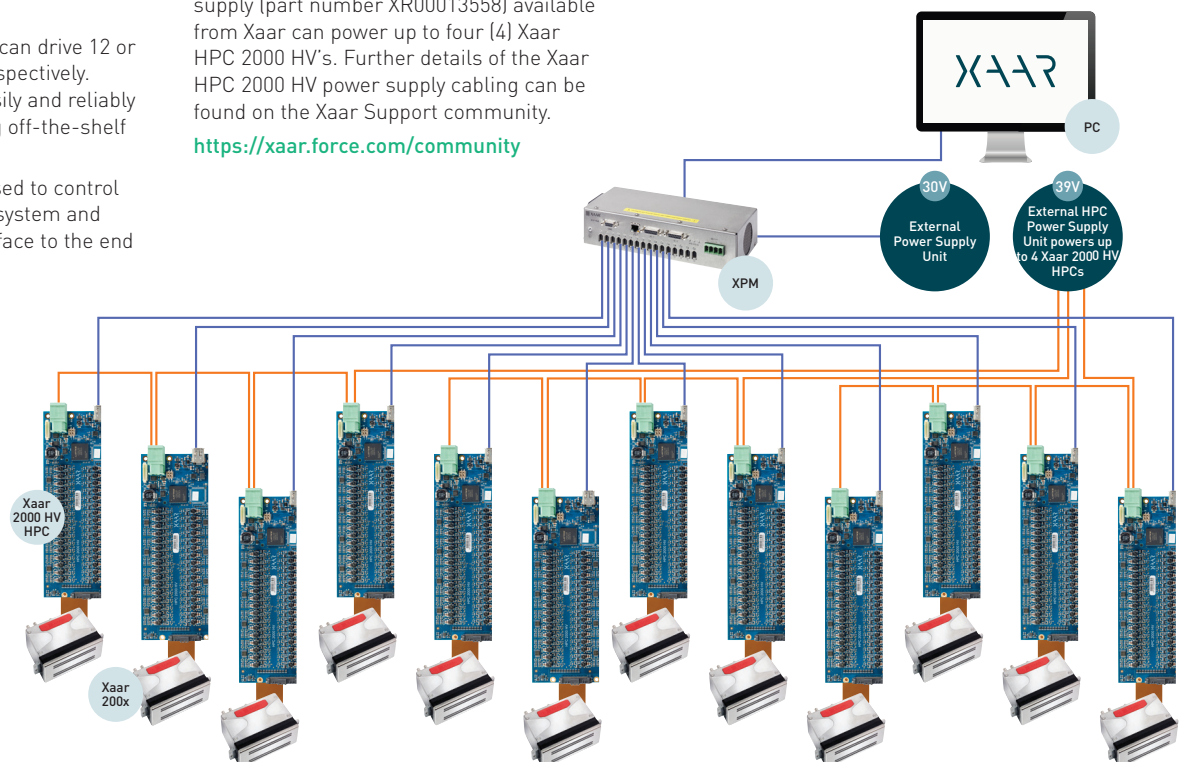 can drive 12 or
spectively.
sily and reliably
g off-the-shelf
sed to control
system and
face to the end
supply (part number XR00013558) available
from Xaar can power up to four (4) Xaar
HPC 2000 HV's. Further details of the Xaar
HPC 2000 HV power supply cabling can be
found on the Xaar Support community.
https://xaar.force.com/community
XAAR
PC
30V
External
Power Supply
Unit
39V
External HPC
Power Supply
Unit powers up
to 4 Xaar 2000 HV
HPCs
XPM
Xaar
2000 HV
HPC
Xaar
200x